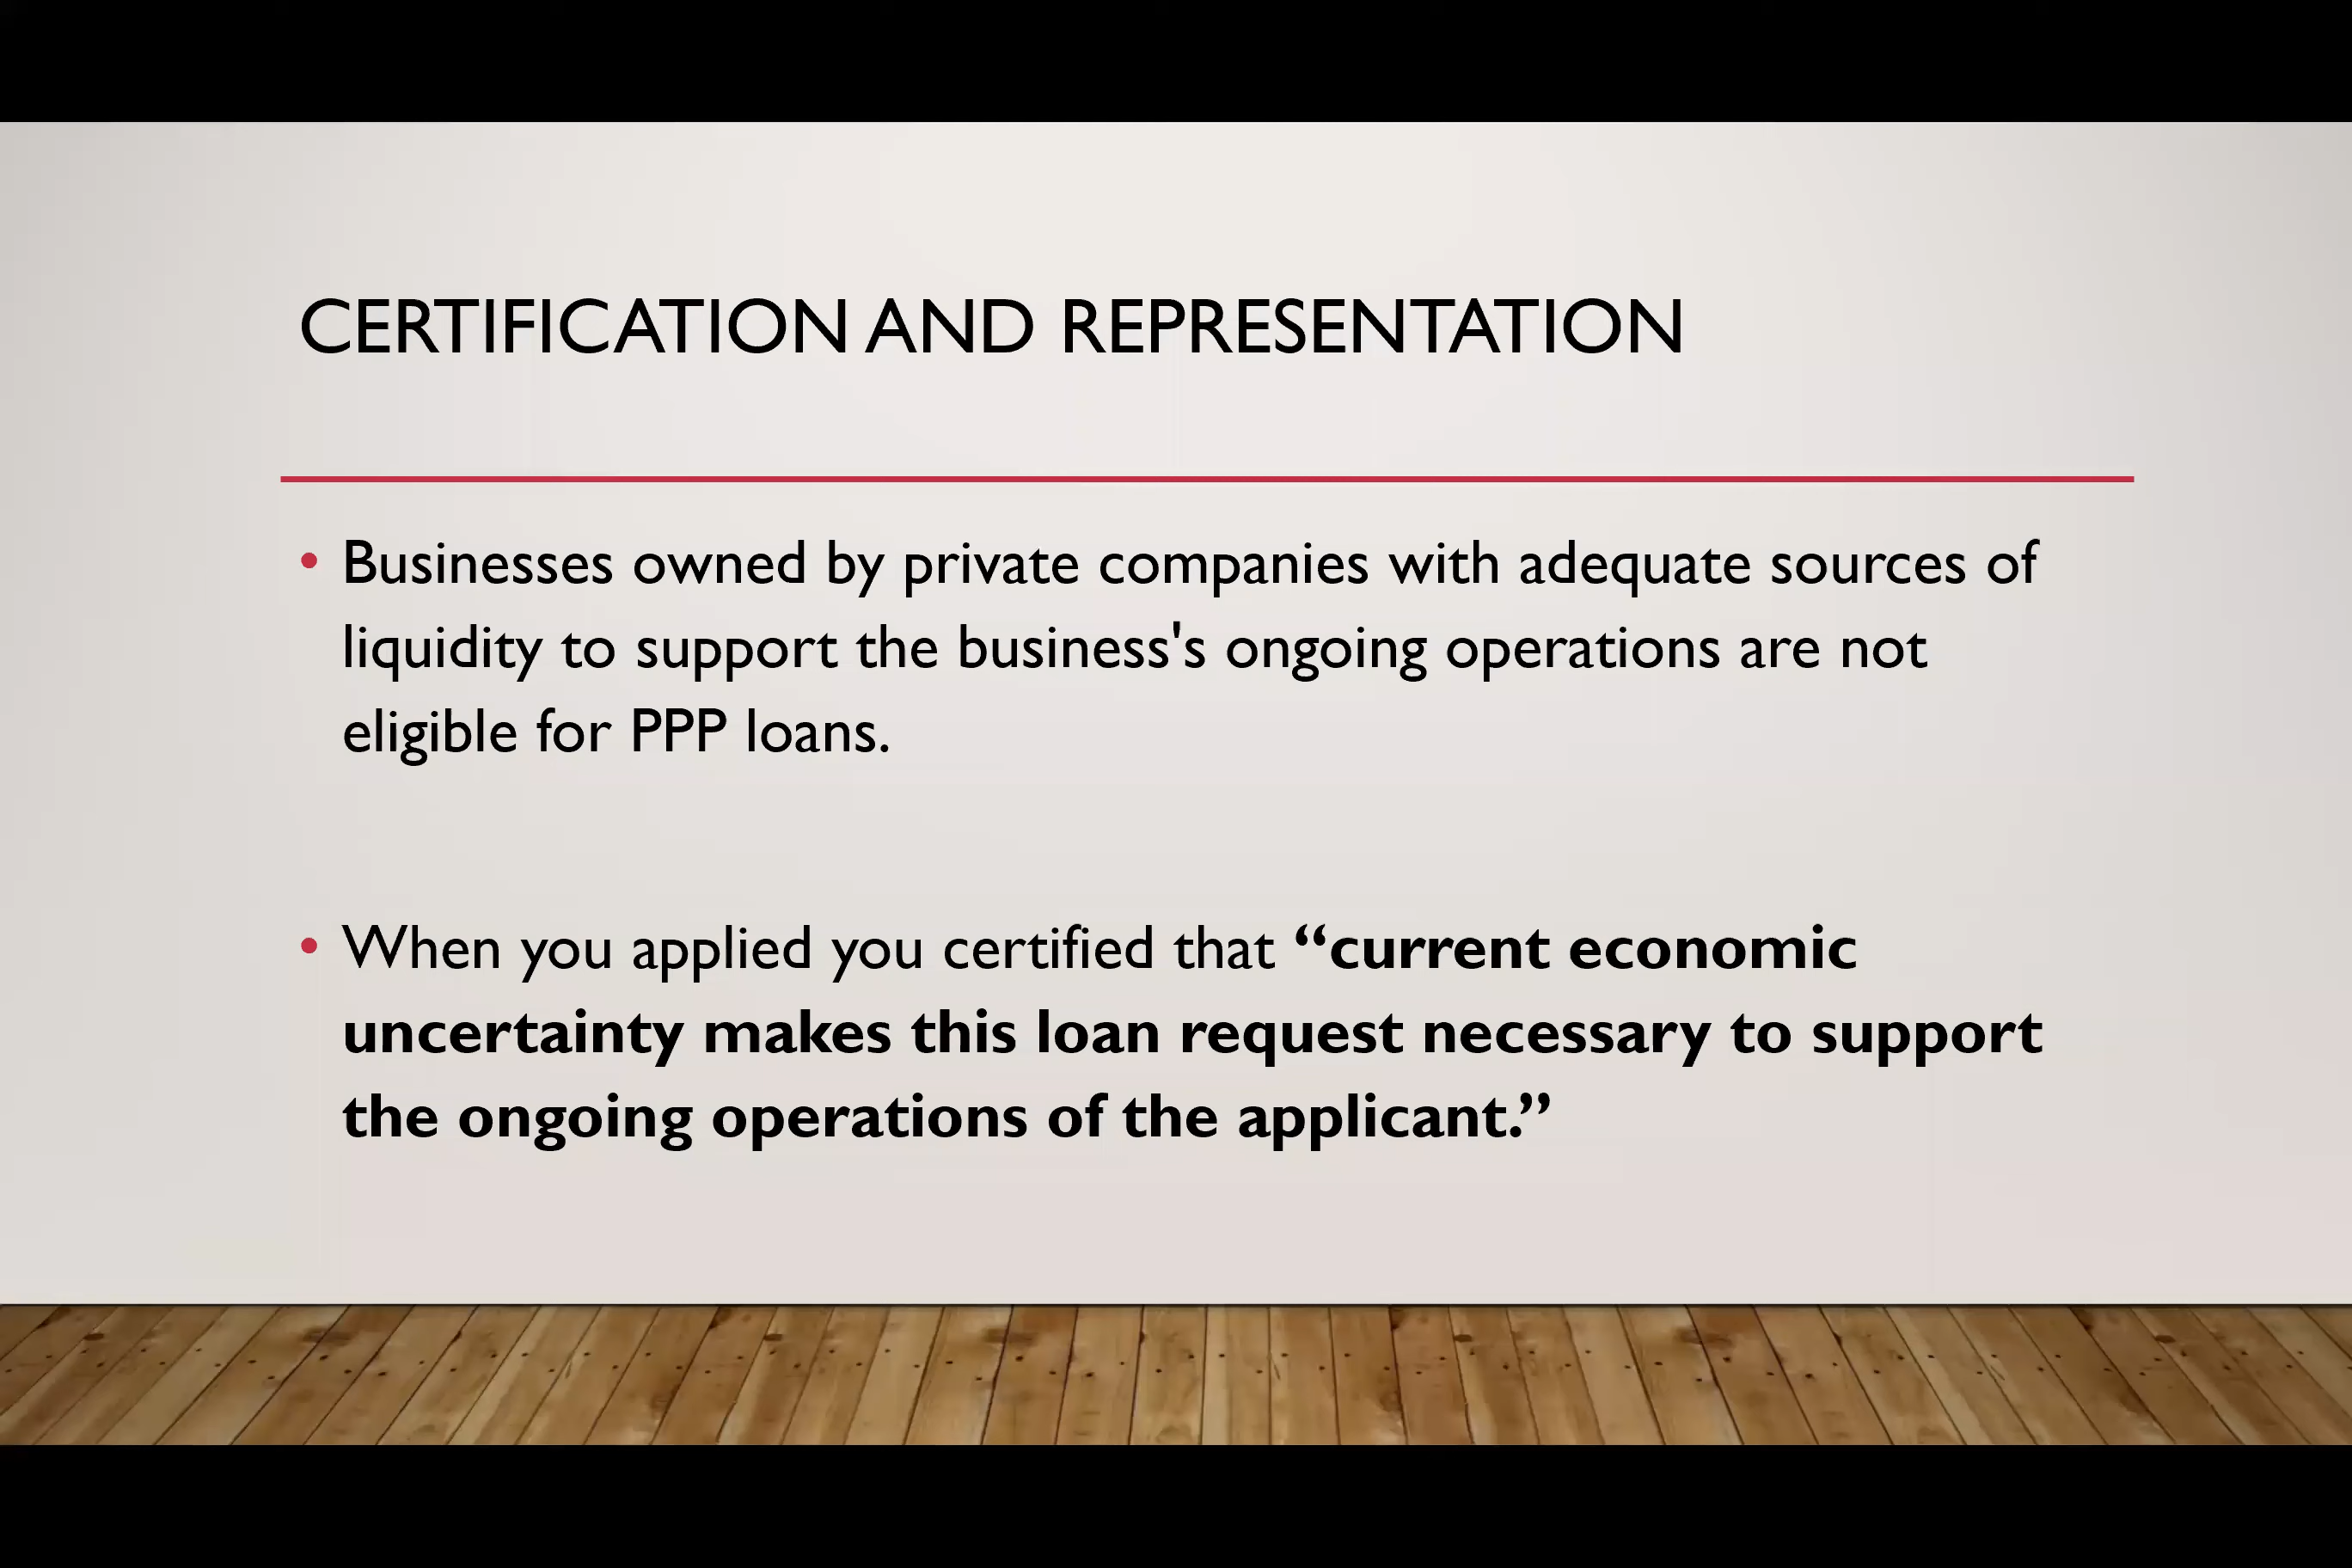 CERTIFICATION AND REPRESENTATION
• Businesses owned by private companies with adequate sources of
liquidity to support the business's ongoing operations are not
eligible for PPP loans.
• When you applied you certified that “current economic
uncertainty makes this loan request necessary to support
the ongoing operations of the applicant.”